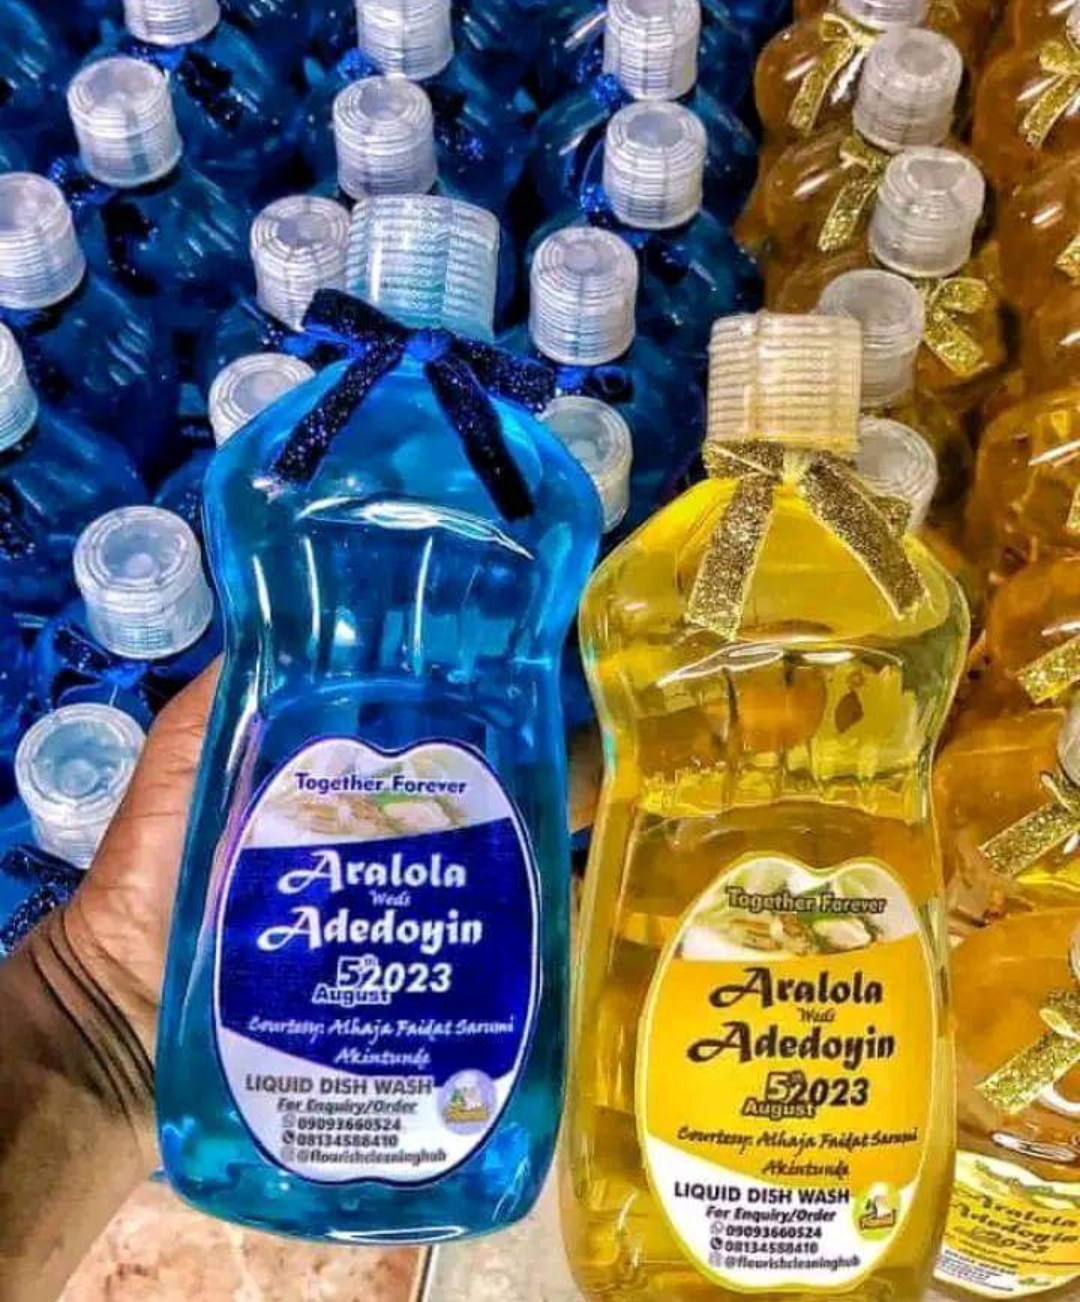 Together Forever
Aralola
Weds
Adedoyin
5th 2023
August
Courtesy: Alhaja Faidat Sarumi
Akintunde
LIQUID DISH WASH
For Enquiry/Order
09093660524
08134588410
@flourishcleaninghub
Together Forever
Aralola
Weds
Adedoyin
5th 2023
August
Courtesy: Alhaja Faidat Sarumi
Akintunde
LIQUID DISH WASH
For Enquiry/Order
09093660524
08134588410
@flourishcleaninghub
Aralola
Adedoyin